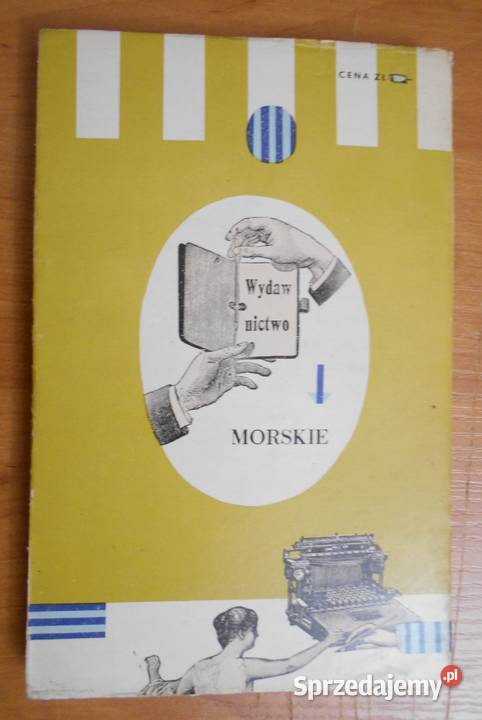 CENA ZŁ
Wydaw
nictwo
MORSKIE
Sprzedajemy.pl